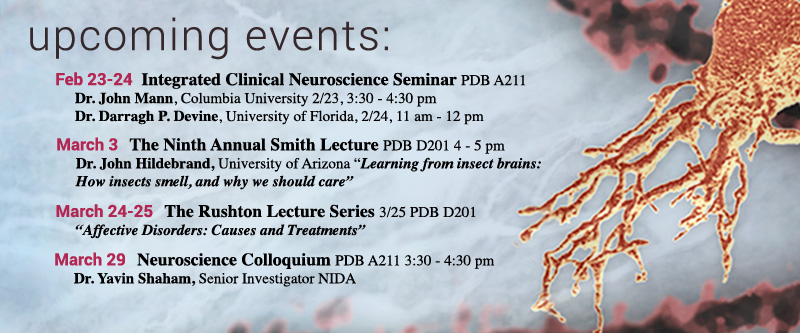 upcoming events:
Feb 23-24 Integrated Clinical Neuroscience Seminar PDB A211
Dr. John Mann, Columbia University 2/23, 3:30 - 4:30 pm
Dr. Darragh P. Devine, University of Florida, 2/24, 11 am - 12 pm
March 3 The Ninth Annual Smith Lecture PDB D201 4 - 5 pm
Dr. John Hildebrand, University of Arizona “Learning from insect brains:
How insects smell, and why we should care”
March 24-25 The Rushton Lecture Series 3/25 PDB D201
“Affective Disorders: Causes and Treatments”
March 29 Neuroscience Colloquium PDB A211 3:30 - 4:30 pm
Dr. Yavin Shaham, Senior Investigator NIDA